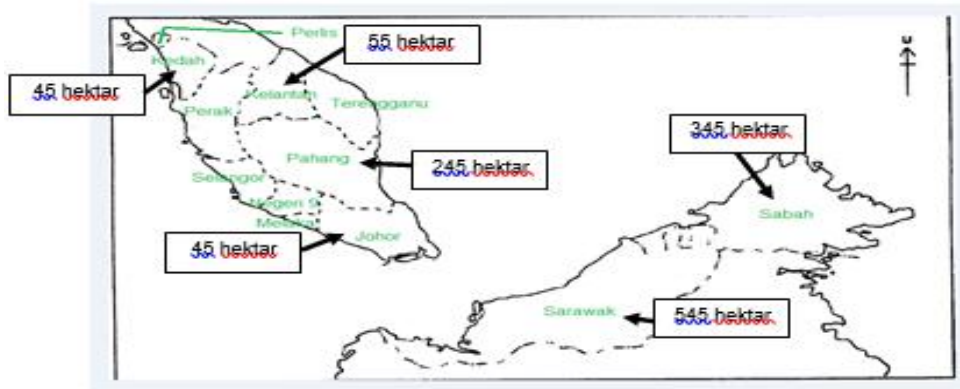 Perlis
55 hektar
Kedah
45 hektar
Kelantan
Terengganu
Perak
345 hektar
Pahang
245 hektar
Selangor
Negeri 9
Sabah
Melaka
Johor
45 hektar
Sarawak
545 hektar